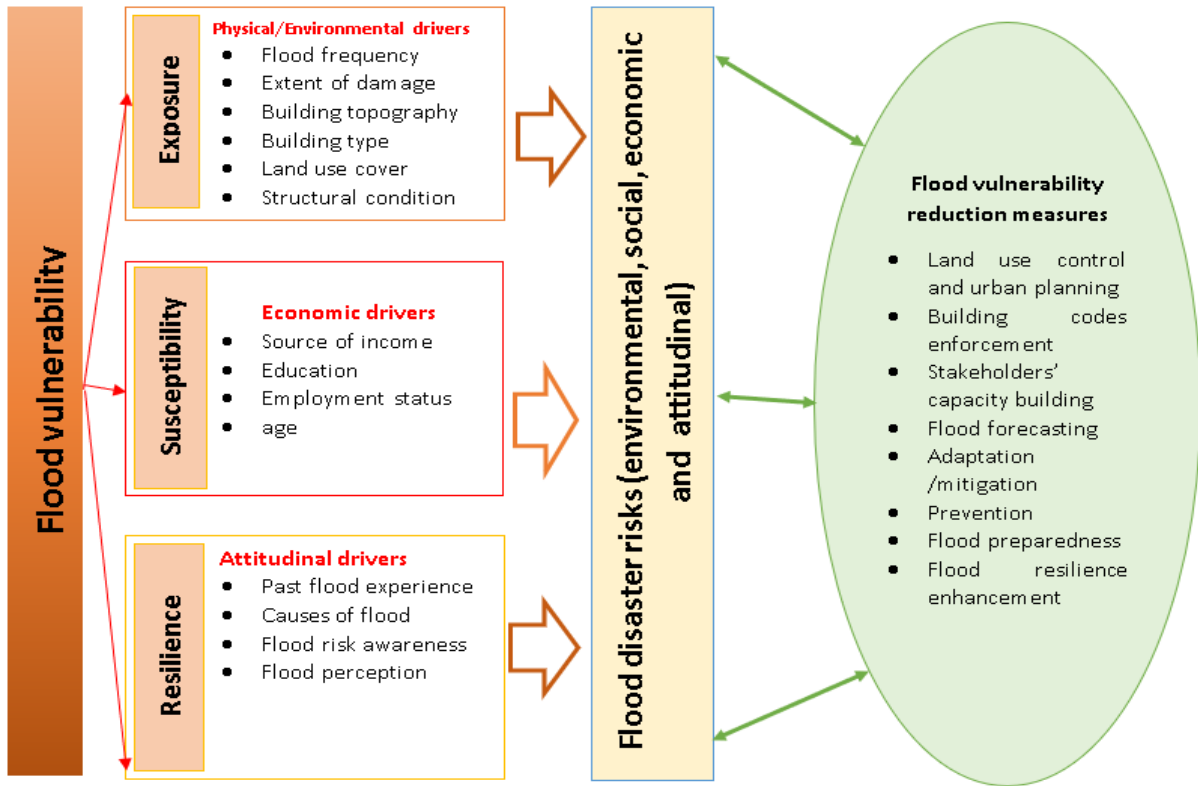 Flood vulnerability
Exposure
Physical/Environmental drivers
● Flood frequency
● Extent of damage
● Building topography
● Building type
● Land use cover
● Structural condition
Susceptibility
Economic drivers
● Source of income
● Education
● Employment status
● age
Resilience
Attitudinal drivers
● Past flood experience
● Causes of flood
● Flood risk awareness
● Flood perception
Flood disaster risks (environmental, social, economic
and attitudinal)
Flood vulnerability
reduction measures
● Land use control
and urban planning
● Building codes
enforcement
● Stakeholders’
capacity building
● Flood forecasting
● Adaptation
/mitigation
● Prevention
● Flood preparedness
● Flood resilience
enhancement